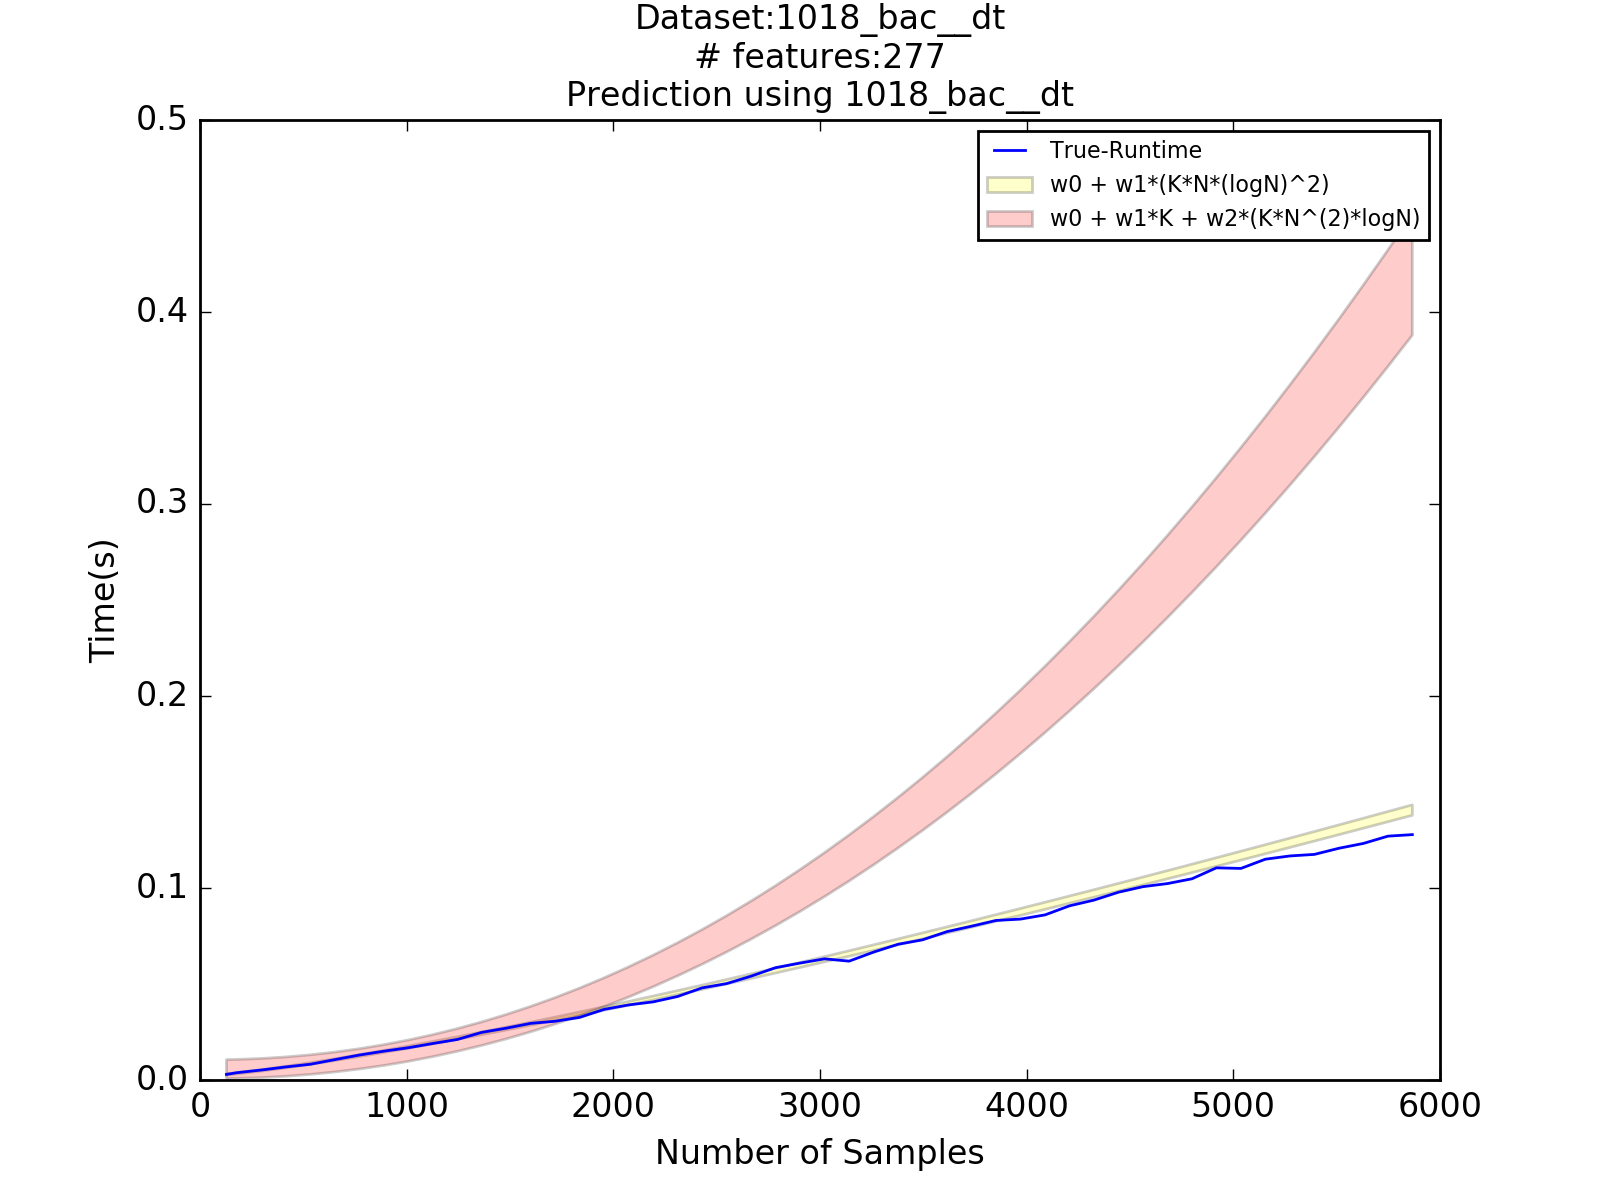 Dataset:1018_bac__dt
# features:277
Prediction using 1018_bac__dt
True-Runtime
w0 + w1*(K*N*(logN)^2)
w0 + w1*K + w2*(K*N^(2)*logN)
0.5
0.4
0.3
0.2
0.1
0.0
Time(s)
0 1000 2000 3000 4000 5000 6000
Number of Samples